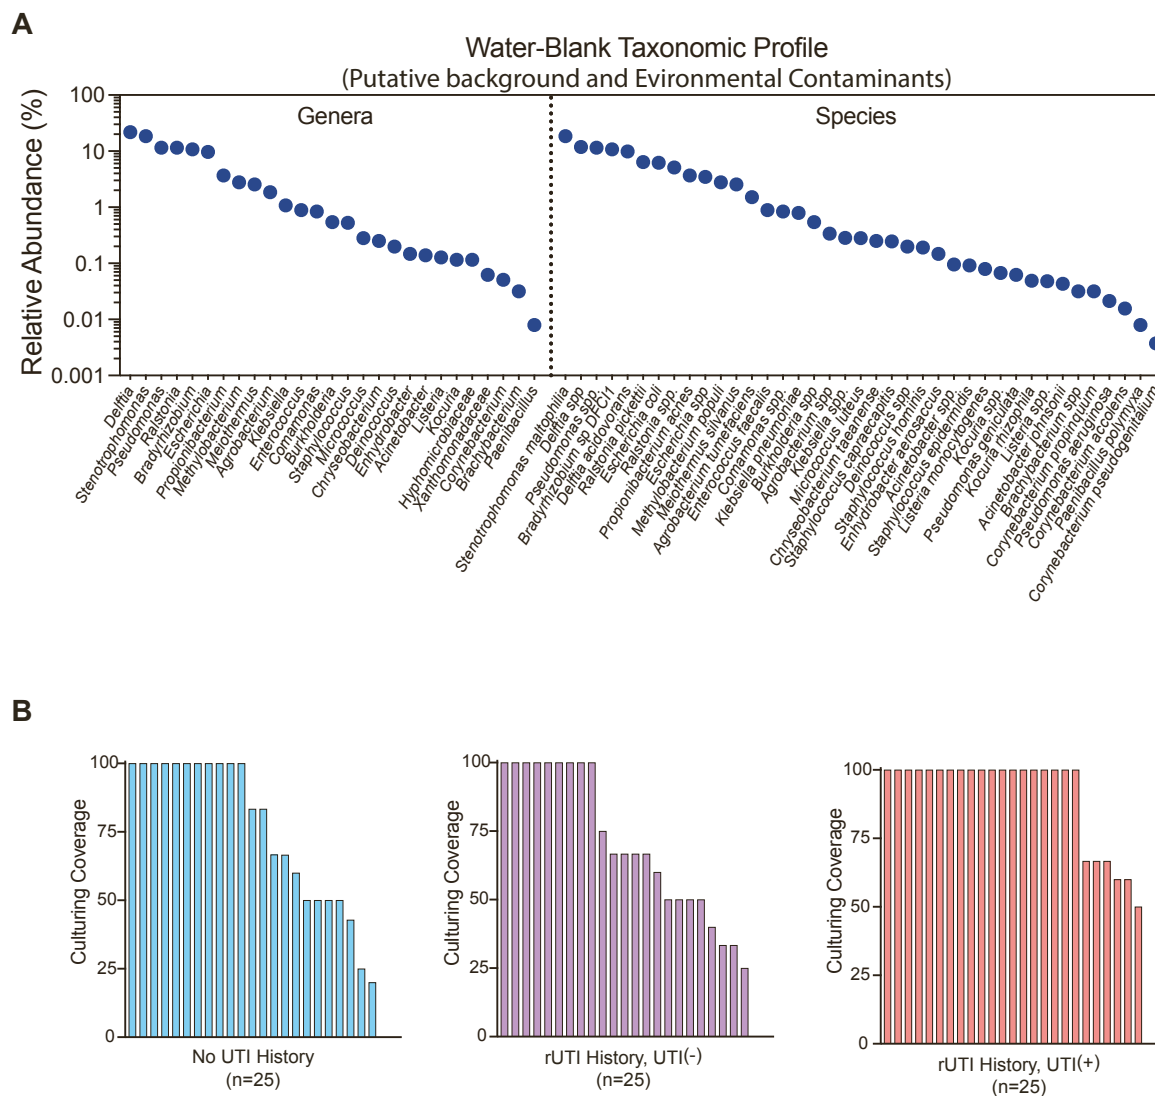 A
Water-Blank Taxonomic Profile
(Putative background and Evironmental Contaminants)
Relative Abundance (%)
100
10
1
0.1
0.01
0.001
Genera
Species
Delftia
Stenotrophomonas
Pseudomonas
Ralstonia
Bradyrhizobium
Escherichia
Propionibacterium
Methylobacterium
Meiothermus
Agrobacterium
Klebsiella
Enterococcus
Comamonas
Burkholderia
Staphylococcus
Micrococcus
Chryseobacterium
Deinococcus
Enhydrobacter
Acinetobacter
Listeria
Kocuria
Hyphomicrobiaceae
Xanthomonadaceae
Corynebacterium
Brachybacterium
Paenibacillus
Stenotrophomonas maltophilia
Delftia spp
Pseudomonas spp.
Bradyrhizobium sp DFCI1
Delftia acidovorans
Ralstonia pickettii
Escherichia coli
Ralstonia spp.
Propionibacterium acnes
Escherichia spp
Methylobacterium populi
Meiothermus silvanus
Agrobacterium tumefaciens
Enterococcus faecalis
Comamonas spp.
Klebsiella pneumoniae
Burkholderia spp
Agrobacterium spp
Klebsiella spp.
Micrococcus luteus
Chryseobacterium taeanense
Staphylococcus capraecapitis
Deinococcus spp
Staphylococcus hominis
Enhydrobacter aerosaccus
Acinetobacter spp.
Staphylococcus epidermidis
Listeria monocytogenes
Kocuria spp.
Pseudomonas aeruginulata
Kocuria rhizophila
Listeria spp.
Acinetobacter johnsonii
Brachybacterium spp
Corynebacterium propinquum
Pseudomonas aeruginosa
Corynebacterium accolens
Paenibacillus polymyxa
Corynebacterium pseudogenitalium
B
Culturing Coverage
100
75
50
25
0
No UTI History
(n=25)
Culturing Coverage
100
75
50
25
0
rUTI History, UTI(-)
(n=25)
Culturing Coverage
100
75
50
25
0
rUTI History, UTI(+)
(n=25)